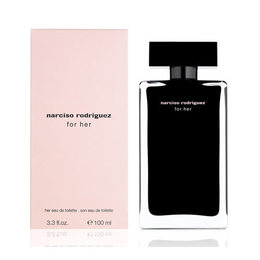 narciso rodriguez
for her
her eau de toilette . son eau de toilette
3.3 fl.oz. e 100 ml
narciso rodriguez
for her